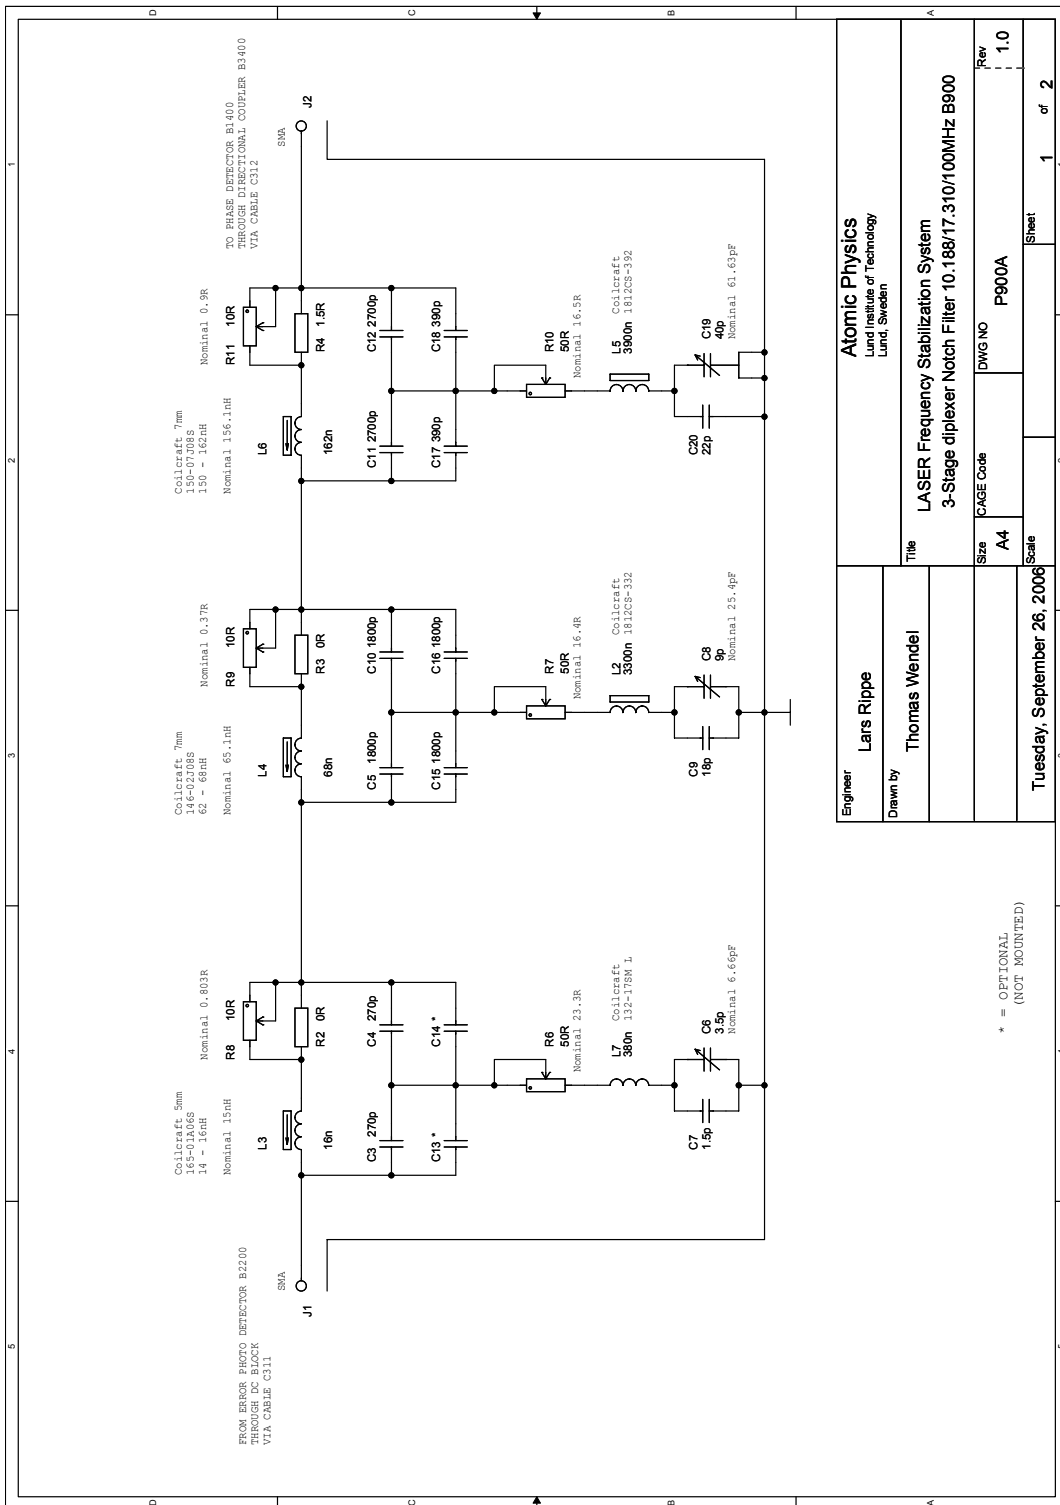 5
4
3
2
1
D
C
B
A
FROM ERROR PHOTO DETECTOR B2200
THROUGH DC BLOCK
VIA CABLE C311
SMA
J1
Coilcraft 5mm
165-01A06S
14 - 16nH
Nominal 15nH
L3
16n
Nominal 0.803R
R8
10R
R2
0R
C3
270p
C4
270p
C13 *
C14 *
R6
50R
Nominal 23.3R
L7
380n
Coilcraft
132-17SM L
C7
1.5p
C6
3.5p
Nominal 6.66pF
Coilcraft 7mm
146-02J08S
62 - 68nH
Nominal 65.1nH
L4
68n
Nominal 0.37R
R9
10R
R3
0R
C5
1800p
C10
1800p
C15
1800p
C16
1800p
R7
50R
Nominal 16.4R
L2
3300n
Coilcraft
1812CS-332
C9
18p
C8
9p
Nominal 25.4pF
Coilcraft 7mm
150-07J08S
150 - 162nH
Nominal 156.1nH
L6
162n
Nominal 0.9R
R11
10R
R4
1.5R
C11
2700p
C12
2700p
C17
390p
C18
390p
R10
50R
Nominal 16.5R
L5
3900n
Coilcraft
1812CS-392
C20
22p
C19
40p
Nominal 61.63pF
TO PHASE DETECTOR B1400
THROUGH DIRECTIONAL COUPLER B3400
VIA CABLE C312
SMA
J2
* = OPTIONAL
(NOT MOUNTED)
Engineer
Lars Rippe
Drawn by
Thomas Wendel
Atomic Physics
Lund Institute of Technology
Lund, Sweden
Title
LASER Frequency Stabilization System
3-Stage diplexer Notch Filter 10.188/17.310/100MHz B900
Size
A4
CAGE Code
DWG NO
P900A
Rev
1.0
Tuesday, September 26, 2006
Scale
Sheet
1
of
2
D
C
B
A